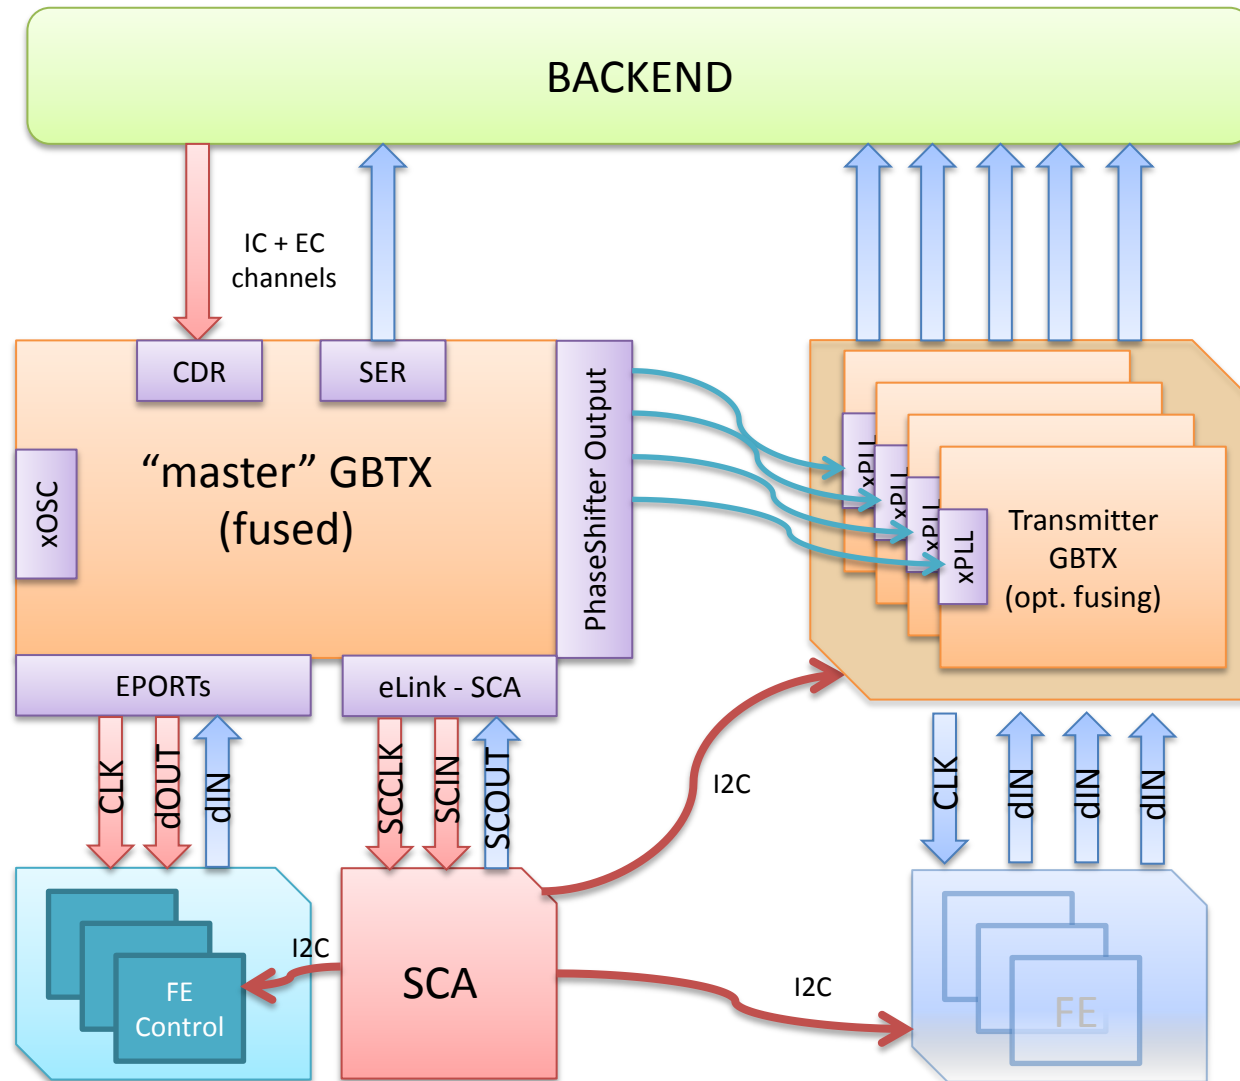 BACKEND
IC + EC
channels
CDR
SER
PhaseShifter Output
xOSC
“master” GBTX
(fused)
xPLL
xPLL
xPLL
xPLL
Transmitter
GBTX
(opt. fusing)
EPORTs
eLink - SCA
CLK
dOUT
dIN
SCCLK
SCIN
SCOUT
I2C
CLK
dIN
dIN
dIN
I2C
FE
Control
SCA
I2C
FE